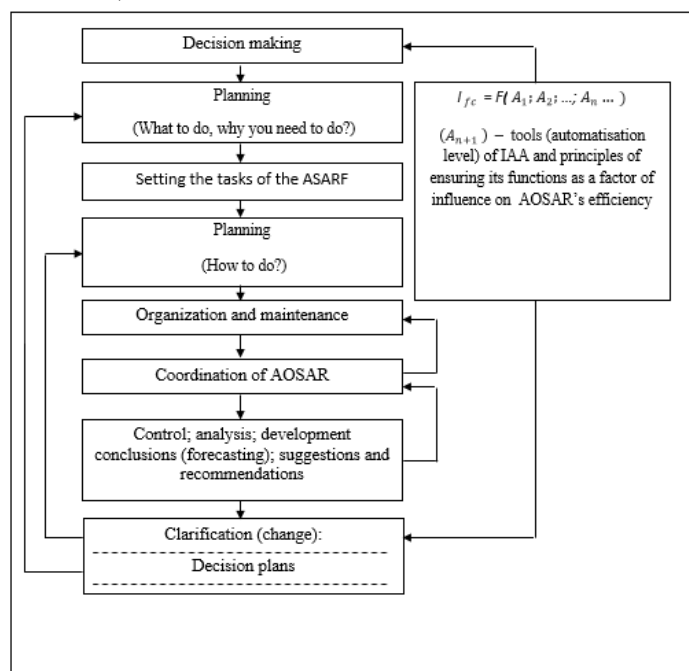 Decision making
Planning
(What to do, why you need to do?)
Setting the tasks of the ASARF
Planning
(How to do?)
Organization and maintenance
Coordination of AOSAR
Control; analysis; development
conclusions (forecasting); suggestions and
recommendations
Clarification (change):
Decision plans
I fc = F( A1; A2; ...; An ... )
(An+1) – tools (automatisation
level) of IAA and principles of
ensuring its functions as a factor of
influence on AOSAR’s efficiency